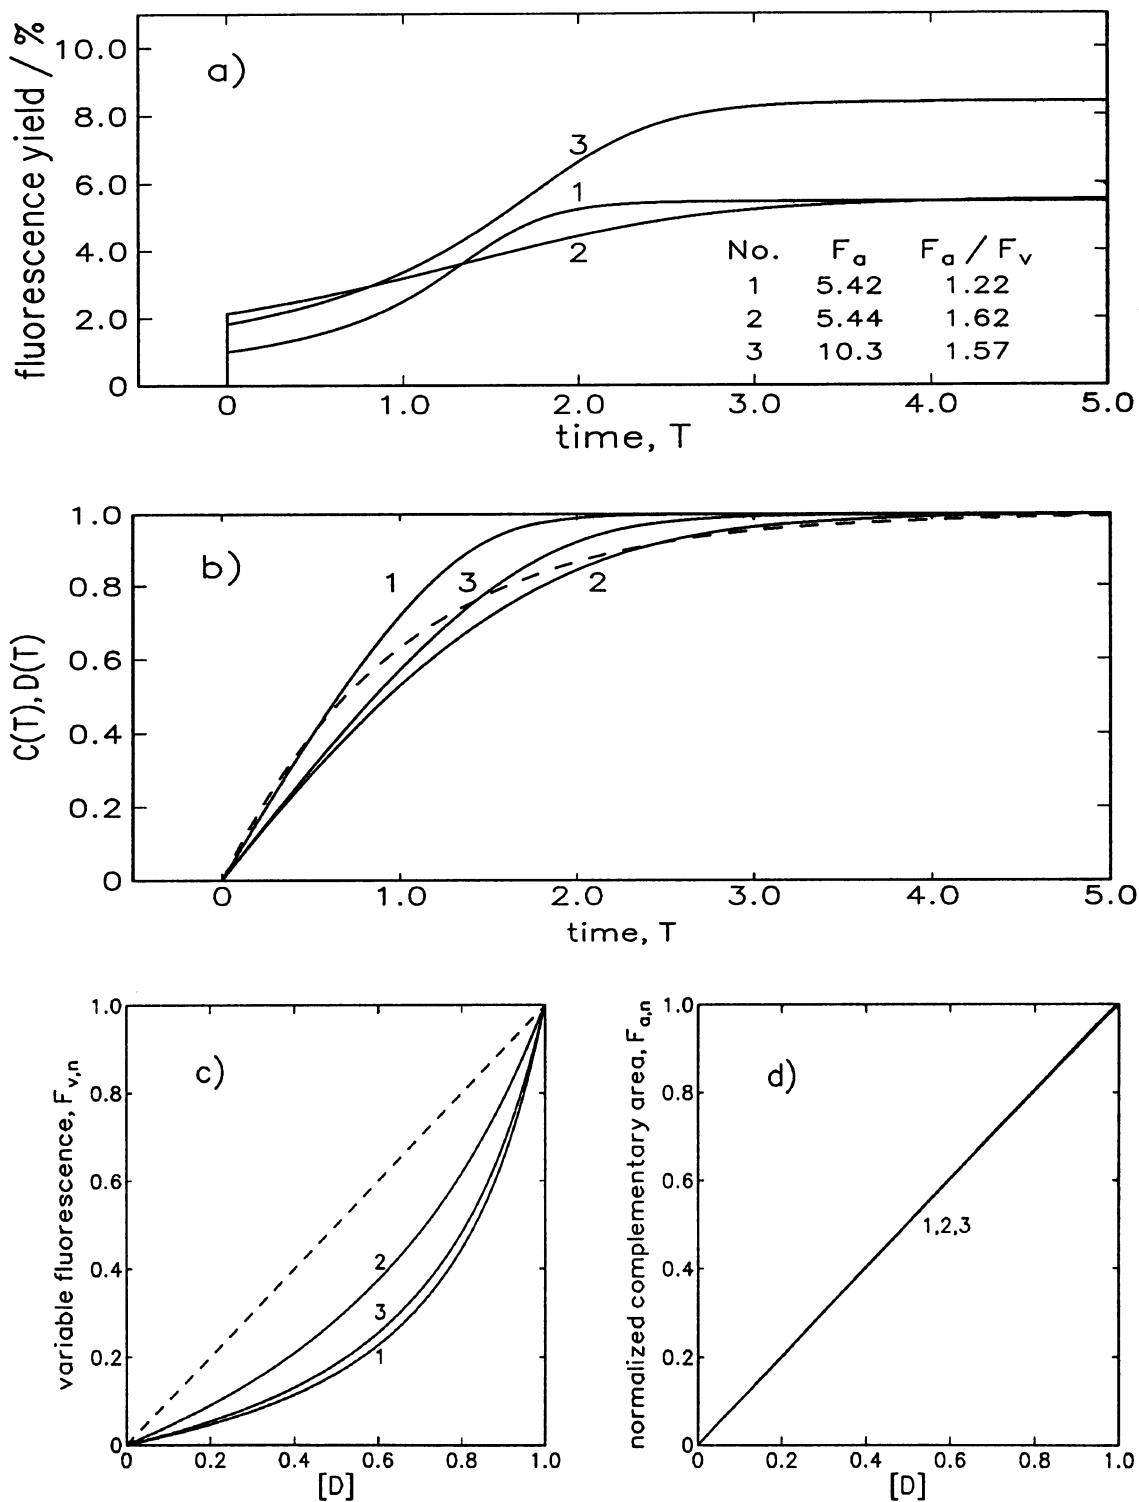 fluorescence yield / %
a)
10.0
8.0
6.0
4.0
2.0
0
3
1
2
No. Fa Fa / Fv
1 5.42 1.22
2 5.44 1.62
3 10.3 1.57
0 1.0 2.0 3.0 4.0 5.0
time, T
C(T), D(T)
b)
1.0
0.8
0.6
0.4
0.2
0
1
3
2
0 1.0 2.0 3.0 4.0 5.0
time, T
variable fluorescence, Fv,n
c)
1.0
0.8
0.6
0.4
0.2
0
2
3
1
0 0.2 0.4 0.6 0.8 1.0
[D]
normalized complementary area, Fa,n
d)
1.0
0.8
0.6
0.4
0.2
0
1,2,3
0 0.2 0.4 0.6 0.8 1.0
[D]